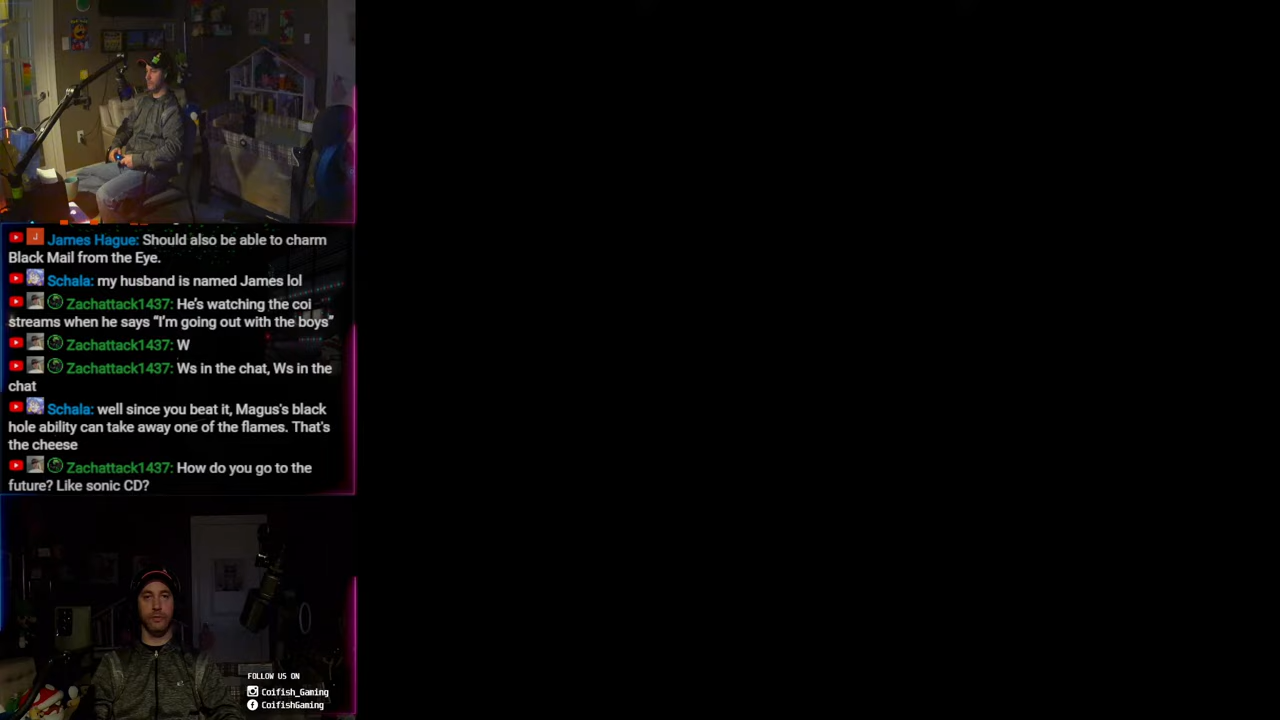 James Hague: Should also be able to charm
Black Mail from the Eye.
Schala: my husband is named James lol
Zachattack1437: He's watching the coi
streams when he says “I'm going out with the boys”
Zachattack1437: W
Zachattack1437: Ws in the chat, Ws in the
chat
Schala: well since you beat it, Magus's black
hole ability can take away one of the flames. That's
the cheese
Zachattack1437: How do you go to the
future? Like sonic CD?
FOLLOW US ON
Coifish_Gaming
CoifishGaming